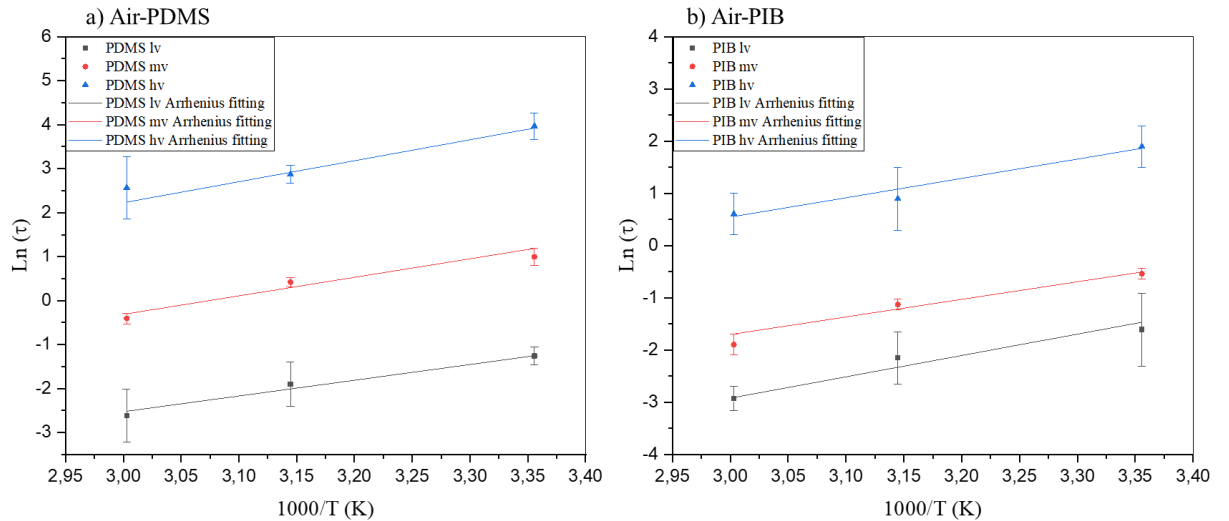 a) Air-PDMS
6
5
4
3
2
1
0
-1
-2
-3
Ln (τ)
PDMS lv
PDMS mv
PDMS hv
PDMS lv Arrhenius fitting
PDMS mv Arrhenius fitting
PDMS hv Arrhenius fitting
2,95 3,00 3,05 3,10 3,15 3,20 3,25 3,30 3,35 3,40
1000/T (K)
b) Air-PIB
4
3
2
1
0
-1
-2
-3
-4
Ln (τ)
PIB lv
PIB mv
PIB hv
PIB lv Arrhenius fitting
PIB mv Arrhenius fitting
PIB hv Arrhenius fitting
2,95 3,00 3,05 3,10 3,15 3,20 3,25 3,30 3,35 3,40
1000/T (K)